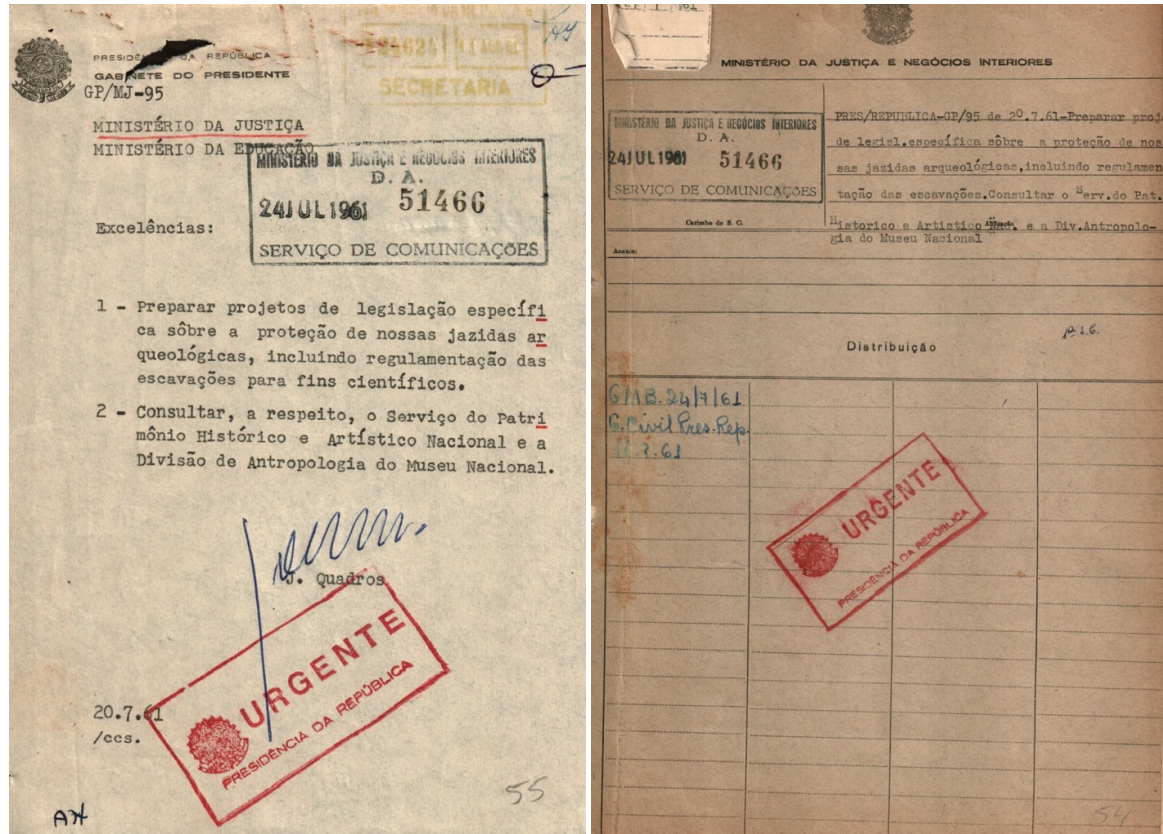 PRESIDÊNCIA DA REPÚBLICA
GABINETE DO PRESIDENTE
GP/MJ-95
SECRETARIA
MINISTÉRIO DA JUSTIÇA
MINISTÉRIO DA EDUCAÇÃO
MINISTÉRIO DA JUSTIÇA E NEGÓCIOS INTERIORES
D. A.
24 JUL 1961 51466
SERVIÇO DE COMUNICAÇÕES
Excelências:
1 - Preparar projetos de legislação específi
ca sôbre a proteção de nossas jazidas ar
queológicas, incluindo regulamentação das
escavações para fins científicos.
2 - Consultar, a respeito, o Serviço do Patri
mônio Histórico e Artístico Nacional e a
Divisão de Antropologia do Museu Nacional.
J. Quadros
URGENTE
PRESIDÊNCIA DA REPÚBLICA
20.7.61
/ccs.
55
MINISTÉRIO DA JUSTIÇA E NEGÓCIOS INTERIORES
MINISTÉRIO DA JUSTIÇA E NEGÓCIOS INTERIORES
D. A.
24 JUL 1961 51466
SERVIÇO DE COMUNICAÇÕES
Carimbo do S. C.
PRES/REPUBLICA-GP/95 de 20.7.61-Preparar proj
de legisl.específica sôbre a proteção de nos
sas jazidas arqueológicas,incluindo regulamen
tação das escavações.Consultar o Serv.do Pat.
Historico e Artistico e a Div.Antropolo-
gia do Museu Nacional
Anexos:
Distribuição
GAB. 24/7/61
G. Civil Pres. Rep.
URGENTE
PRESIDÊNCIA DA REPÚBLICA
54